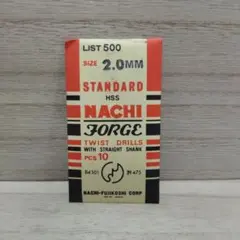 LIST 500
SIZE 2.0MM
STANDARD
HSS
NACHI
FORGE
TWIST DRILLS
WITH STRAIGHT SHANK
PCS 10
NACHI-FUJIKOSHI CORP